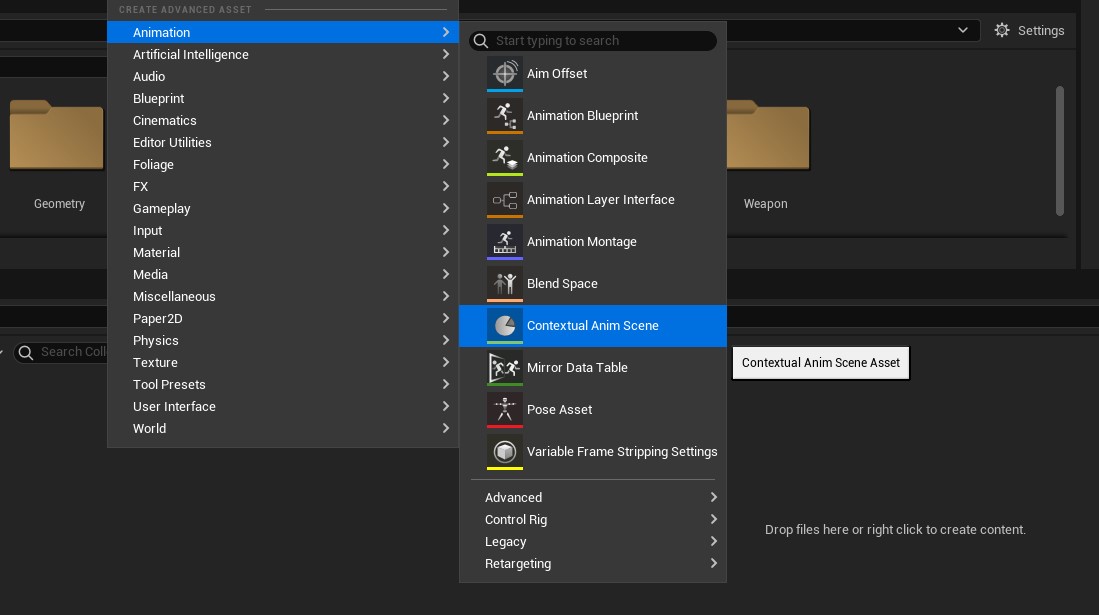 CREATE ADVANCED ASSET
Animation
Artificial Intelligence
Audio
Blueprint
Cinematics
Editor Utilities
Foliage
FX
Gameplay
Input
Material
Media
Miscellaneous
Paper2D
Physics
Texture
Tool Presets
User Interface
World
Start typing to search
Aim Offset
Animation Blueprint
Animation Composite
Animation Layer Interface
Animation Montage
Blend Space
Contextual Anim Scene
Mirror Data Table
Pose Asset
Variable Frame Stripping Settings
Advanced
Control Rig
Legacy
Retargeting
Settings
Geometry
Weapon
Search Coll
Contextual Anim Scene Asset
Drop files here or right click to create content.